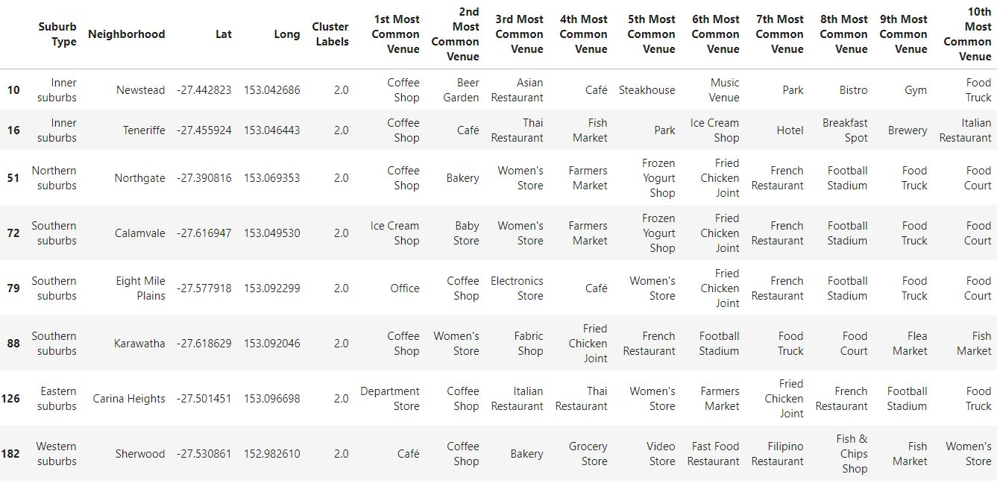 Suburb Type Neighborhood Lat Long Cluster Labels 1st Most Common Venue 2nd Most Common Venue 3rd Most Common Venue 4th Most Common Venue 5th Most Common Venue 6th Most Common Venue 7th Most Common Venue 8th Most Common Venue 9th Most Common Venue 10th Most Common Venue
10 Inner suburbs Newstead -27.442823 153.042686 2.0 Coffee Shop Beer Garden Asian Restaurant Café Steakhouse Music Venue Park Bistro Gym Food Truck
16 Inner suburbs Teneriffe -27.455924 153.046443 2.0 Coffee Shop Café Thai Restaurant Fish Market Park Ice Cream Shop Hotel Breakfast Spot Brewery Italian Restaurant
51 Northern suburbs Northgate -27.390816 153.069353 2.0 Coffee Shop Bakery Women's Store Farmers Market Frozen Yogurt Shop Fried Chicken Joint French Restaurant Football Stadium Food Truck Food Court
72 Southern suburbs Calamvale -27.616947 153.049530 2.0 Ice Cream Shop Baby Store Women's Store Farmers Market Frozen Yogurt Shop Fried Chicken Joint French Restaurant Football Stadium Food Truck Food Court
79 Southern suburbs Eight Mile Plains -27.577918 153.092299 2.0 Office Coffee Shop Electronics Store Café Women's Store Fried Chicken Joint French Restaurant Football Stadium Food Truck Food Court
88 Southern suburbs Karawatha -27.618629 153.092046 2.0 Coffee Shop Women's Store Fabric Shop Fried Chicken Joint French Restaurant Football Stadium Food Truck Food Court Flea Market Fish Market
126 Eastern suburbs Carina Heights -27.501451 153.096698 2.0 Department Store Coffee Shop Italian Restaurant Thai Restaurant Women's Store Farmers Market Fried Chicken Joint French Restaurant Football Stadium Food Truck
182 Western suburbs Sherwood -27.530861 152.982610 2.0 Café Coffee Shop Bakery Grocery Store Video Store Fast Food Restaurant Filipino Restaurant Fish & Chips Shop Fish Market Women's Store